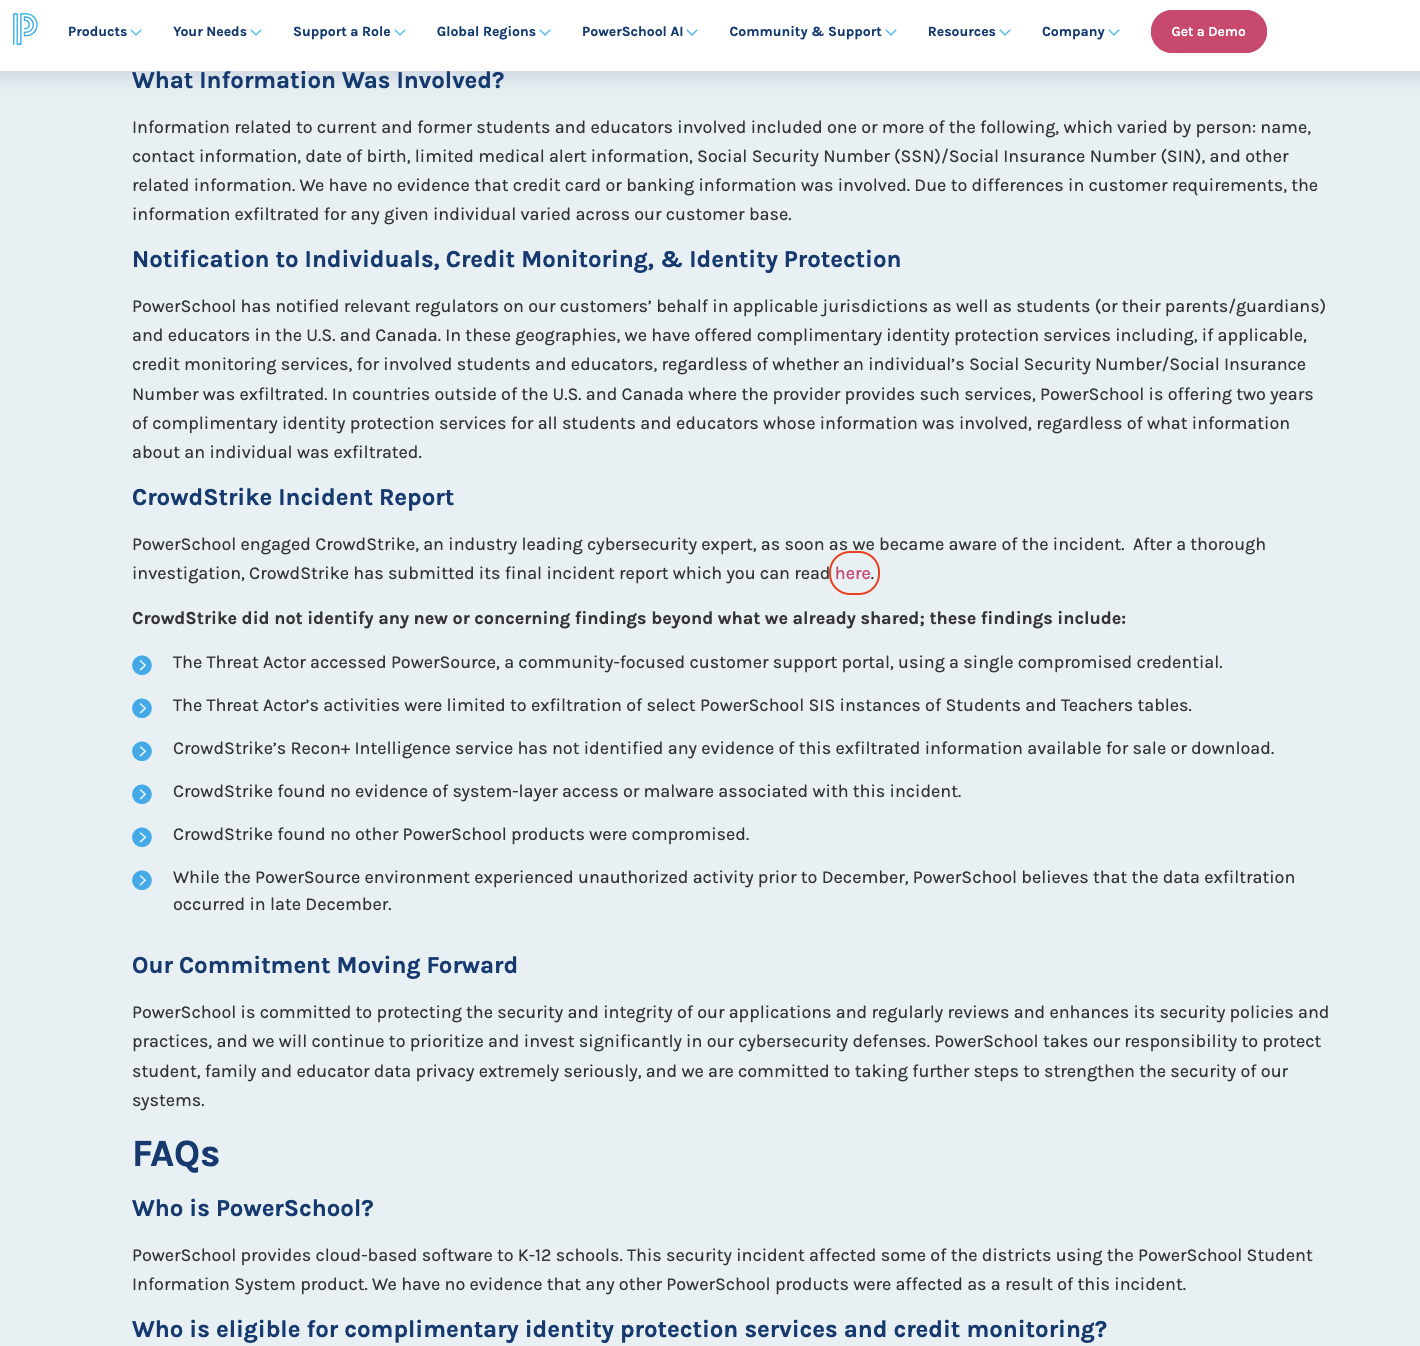 Products Your Needs Support a Role Global Regions PowerSchool AI Community & Support Resources Company Get a Demo
What Information Was Involved?
Information related to current and former students and educators involved included one or more of the following, which varied by person: name,
contact information, date of birth, limited medical alert information, Social Security Number (SSN)/Social Insurance Number (SIN), and other
related information. We have no evidence that credit card or banking information was involved. Due to differences in customer requirements, the
information exfiltrated for any given individual varied across our customer base.
Notification to Individuals, Credit Monitoring, & Identity Protection
PowerSchool has notified relevant regulators on our customers’ behalf in applicable jurisdictions as well as students (or their parents/guardians)
and educators in the U.S. and Canada. In these geographies, we have offered complimentary identity protection services including, if applicable,
credit monitoring services, for involved students and educators, regardless of whether an individual’s Social Security Number/Social Insurance
Number was exfiltrated. In countries outside of the U.S. and Canada where the provider provides such services, PowerSchool is offering two years
of complimentary identity protection services for all students and educators whose information was involved, regardless of what information
about an individual was exfiltrated.
CrowdStrike Incident Report
PowerSchool engaged CrowdStrike, an industry leading cybersecurity expert, as soon as we became aware of the incident.  After a thorough
investigation, CrowdStrike has submitted its final incident report which you can read here.
CrowdStrike did not identify any new or concerning findings beyond what we already shared; these findings include:
The Threat Actor accessed PowerSource, a community-focused customer support portal, using a single compromised credential.
The Threat Actor’s activities were limited to exfiltration of select PowerSchool SIS instances of Students and Teachers tables.
CrowdStrike’s Recon+ Intelligence service has not identified any evidence of this exfiltrated information available for sale or download.
CrowdStrike found no evidence of system-layer access or malware associated with this incident.
CrowdStrike found no other PowerSchool products were compromised.
While the PowerSource environment experienced unauthorized activity prior to December, PowerSchool believes that the data exfiltration
occurred in late December.
Our Commitment Moving Forward
PowerSchool is committed to protecting the security and integrity of our applications and regularly reviews and enhances its security policies and
practices, and we will continue to prioritize and invest significantly in our cybersecurity defenses. PowerSchool takes our responsibility to protect
student, family and educator data privacy extremely seriously, and we are committed to taking further steps to strengthen the security of our
systems.
FAQs
Who is PowerSchool?
PowerSchool provides cloud-based software to K-12 schools. This security incident affected some of the districts using the PowerSchool Student
Information System product. We have no evidence that any other PowerSchool products were affected as a result of this incident.
Who is eligible for complimentary identity protection services and credit monitoring?